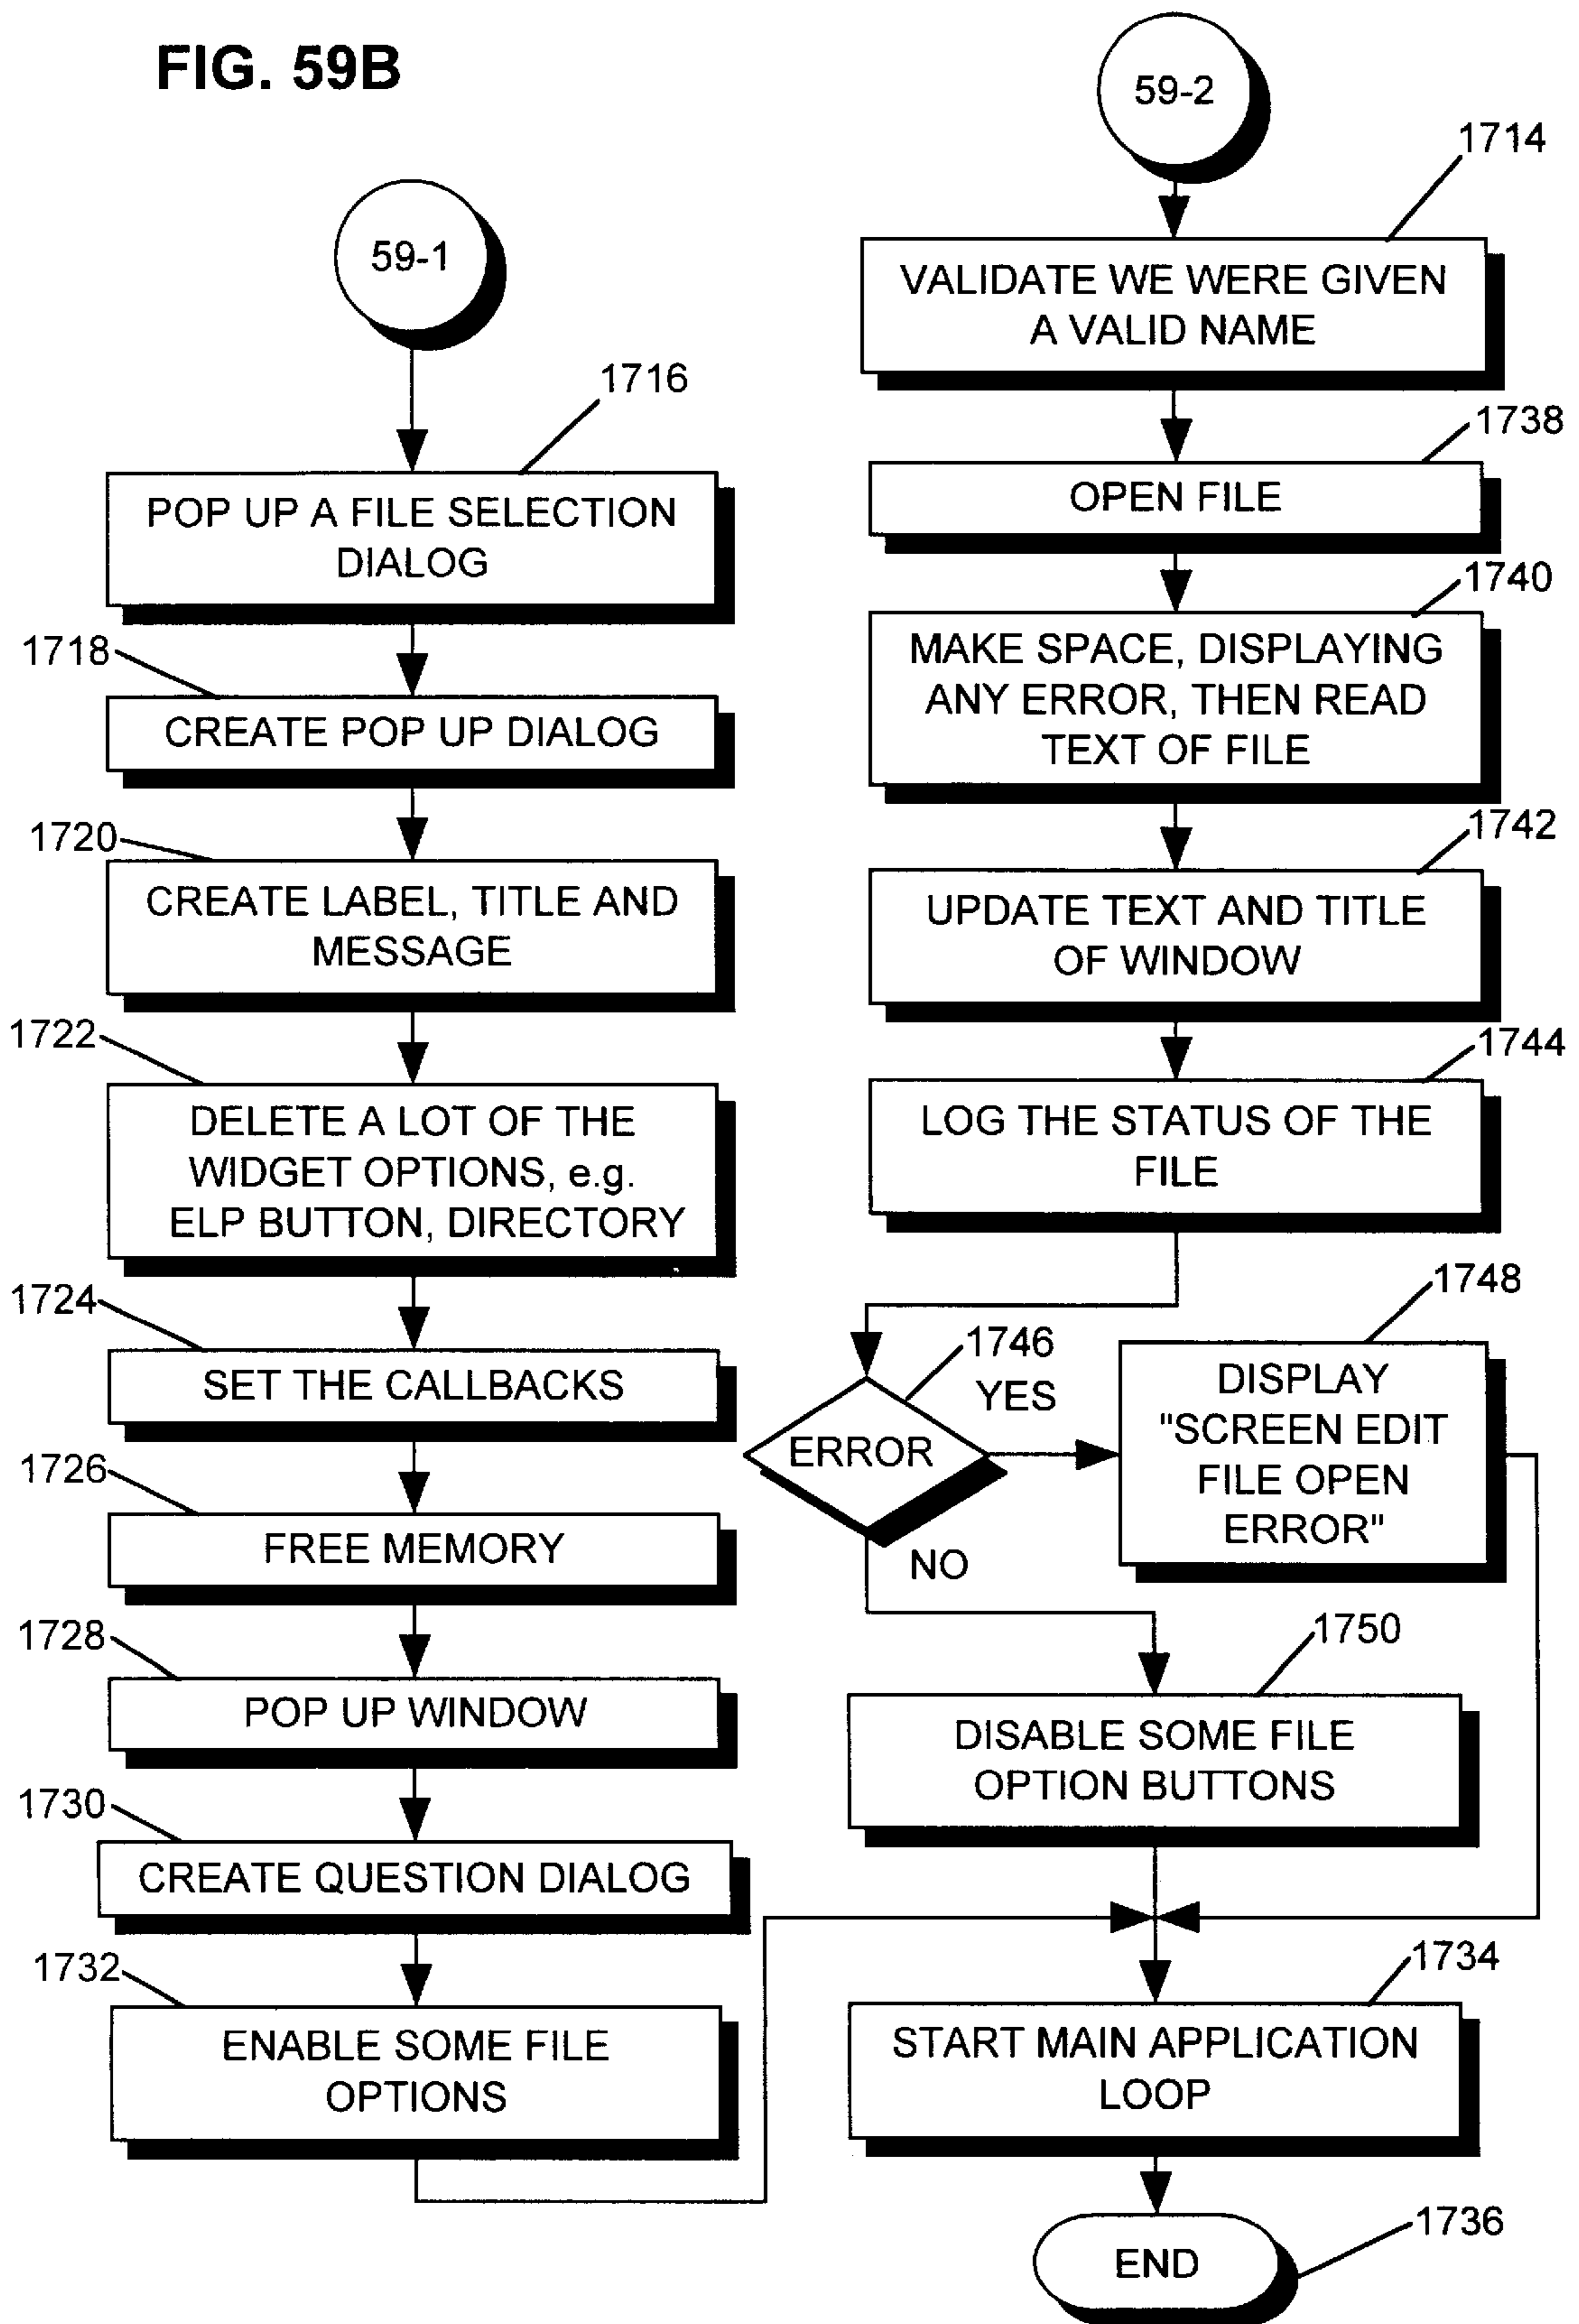 FIG. 59B
59-1
1716
POP UP A FILE SELECTION
DIALOG
1718
CREATE POP UP DIALOG
1720
CREATE LABEL, TITLE AND
MESSAGE
1722
DELETE A LOT OF THE
WIDGET OPTIONS, e.g.
ELP BUTTON, DIRECTORY
1724
SET THE CALLBACKS
1726
FREE MEMORY
1728
POP UP WINDOW
1730
CREATE QUESTION DIALOG
1732
ENABLE SOME FILE
OPTIONS
59-2
1714
VALIDATE WE WERE GIVEN
A VALID NAME
1738
OPEN FILE
1740
MAKE SPACE, DISPLAYING
ANY ERROR, THEN READ
TEXT OF FILE
1742
UPDATE TEXT AND TITLE
OF WINDOW
1744
LOG THE STATUS OF THE
FILE
1746
ERROR
YES
1748
DISPLAY
"SCREEN EDIT
FILE OPEN
ERROR"
NO
1750
DISABLE SOME FILE
OPTION BUTTONS
1734
START MAIN APPLICATION
LOOP
1736
END